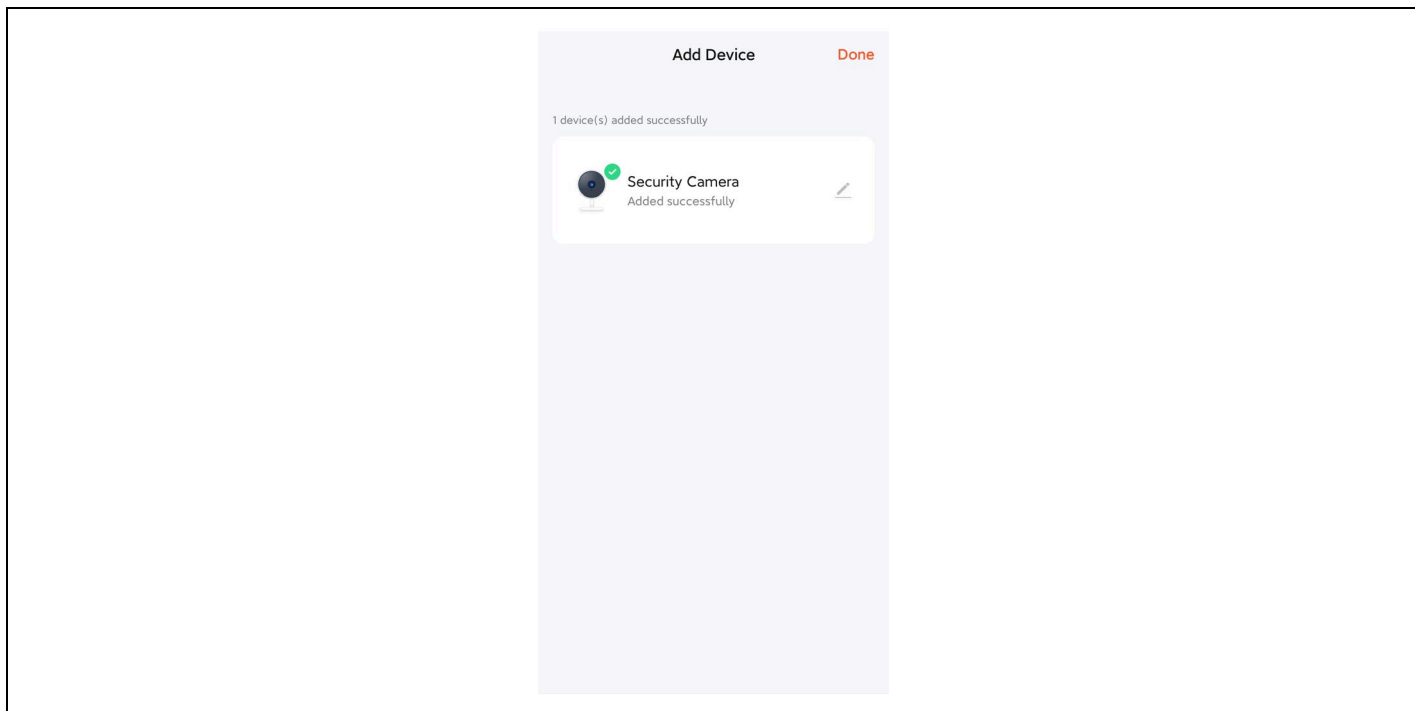 Add Device
Done
1 device(s) added successfully
Security Camera
Added successfully